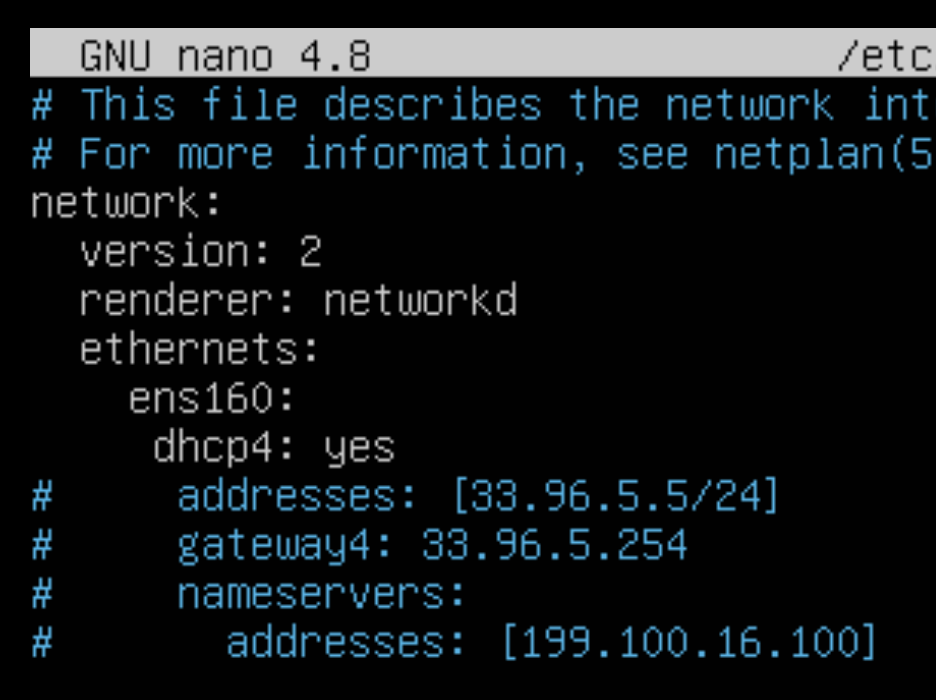 GNU nano 4.8 /etc
# This file describes the network int
# For more information, see netplan(5
network:
  version: 2
  renderer: networkd
  ethernets:
    ens160:
     dhcp4: yes
#     addresses: [33.96.5.5/24]
#     gateway4: 33.96.5.254
#     nameservers:
#       addresses: [199.100.16.100]